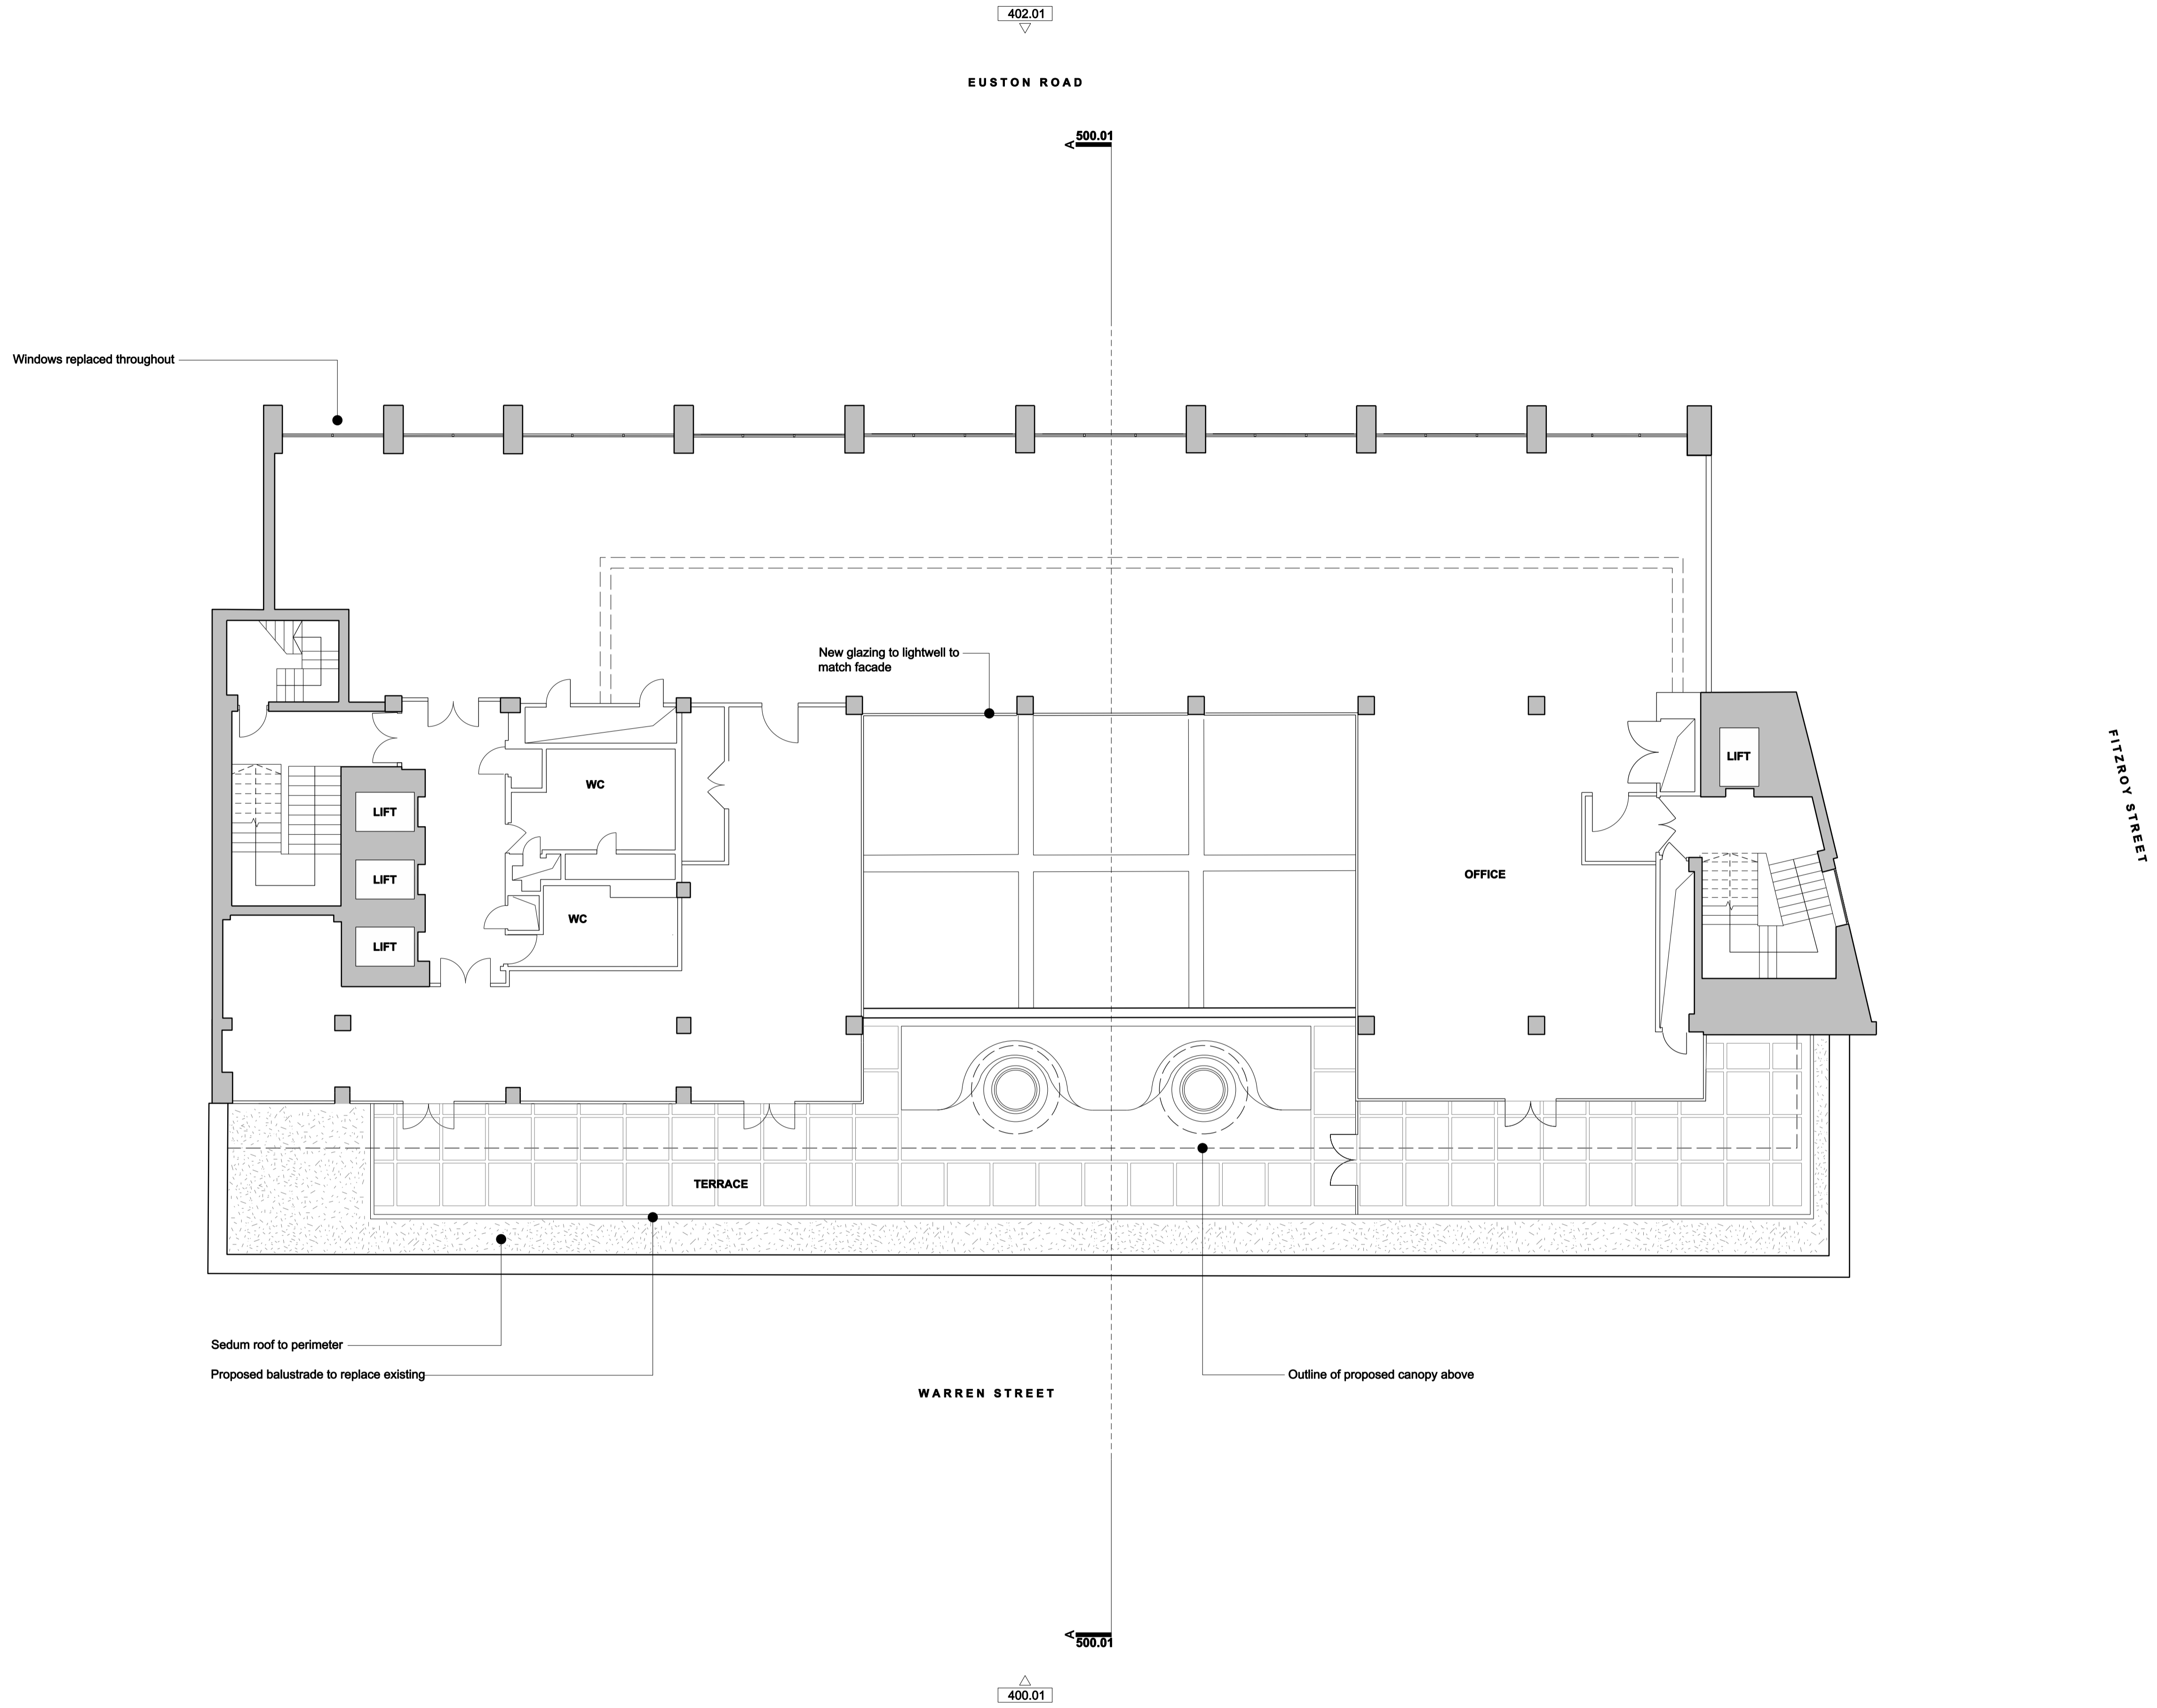 402.01
EUSTON ROAD
500.01
A
Windows replaced throughout
New glazing to lightwell to
match facade
FITZROY STREET
LIFT
WC
LIFT
OFFICE
LIFT
WC
LIFT
TERRACE
Sedum roof to perimeter
Proposed balustrade to replace existing
Outline of proposed canopy above
WARREN STREET
A
500.01
400.01